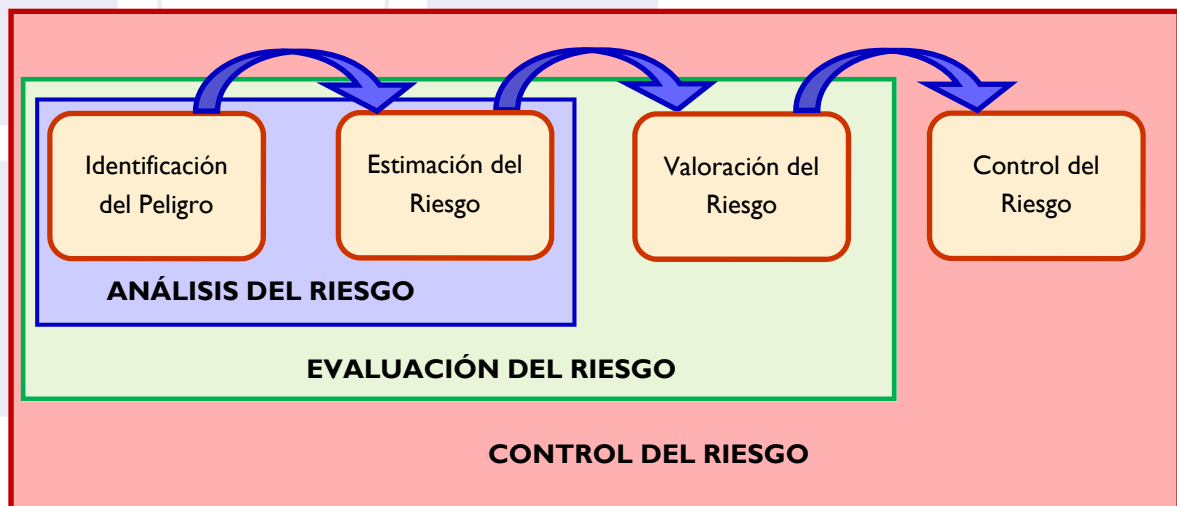 Identificación
del Peligro
Estimación del
Riesgo
Valoración del
Riesgo
Control del
Riesgo
ANÁLISIS DEL RIESGO
EVALUACIÓN DEL RIESGO
CONTROL DEL RIESGO